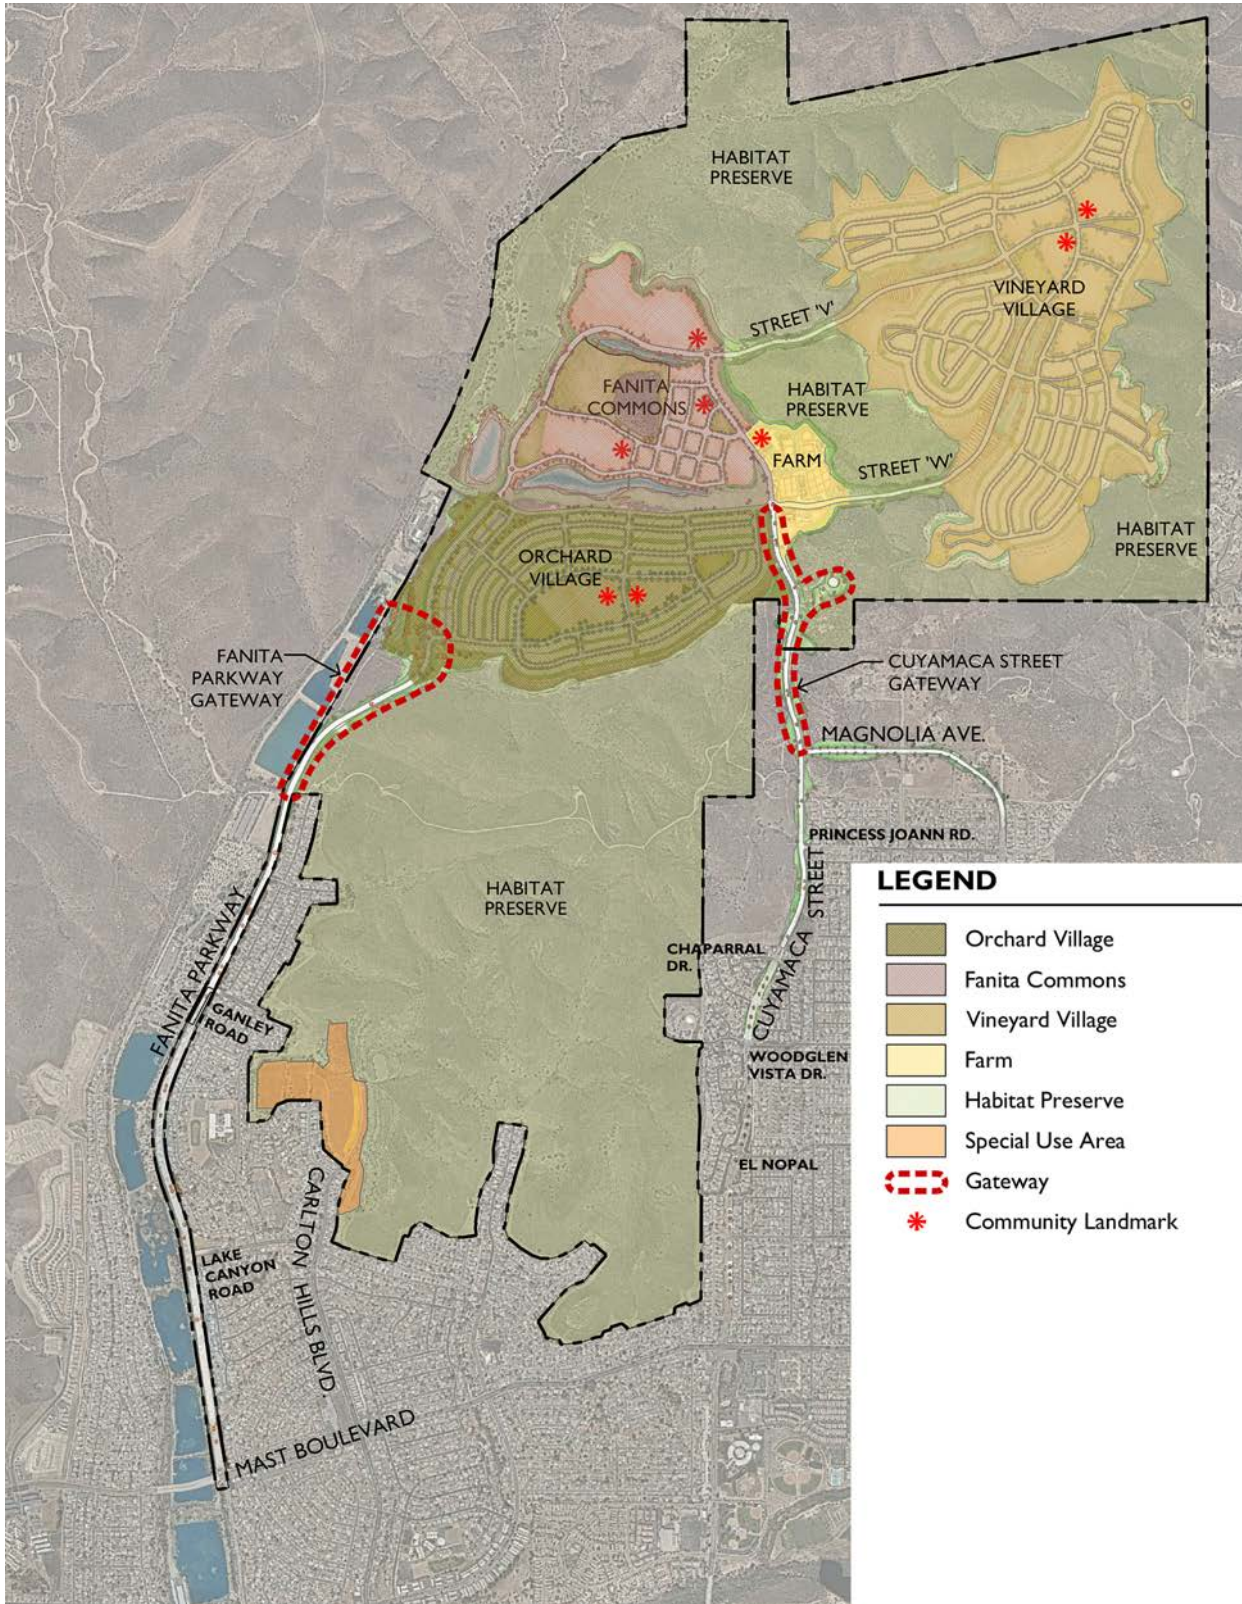 HABITAT
PRESERVE
VINEYARD
VILLAGE
STREET 'V'
FANITA
COMMONS
HABITAT
PRESERVE
FARM
STREET 'W'
HABITAT
PRESERVE
ORCHARD
VILLAGE
FANITA
PARKWAY
GATEWAY
CUYAMACA STREET
GATEWAY
MAGNOLIA AVE.
PRINCESS JOANN RD.
HABITAT
PRESERVE
CHAPARRAL
DR.
CUYAMACA STREET
FANITA PARKWAY
GANLEY
ROAD
WOODGLEN
VISTA DR.
EL NOPAL
CARLTON HILLS BLVD.
LAKE
CANYON
ROAD
MAST BOULEVARD
LEGEND
Orchard Village
Fanita Commons
Vineyard Village
Farm
Habitat Preserve
Special Use Area
Gateway
Community Landmark